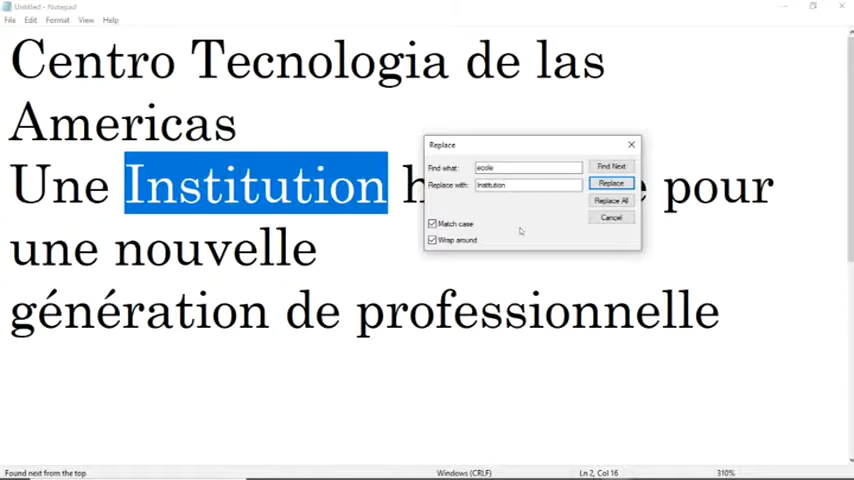 Untitled - Notepad
File Edit Format View Help
Centro Tecnologia de las
Americas
Une Institution pour
une nouvelle
génération de professionnelle
Replace
Find what: ecole
Find Next
Replace with: Institution
Replace
Replace All
Cancel
Match case
Wrap around
Found next from the top
Windows (CRLF)
Ln 2, Col 16
310%